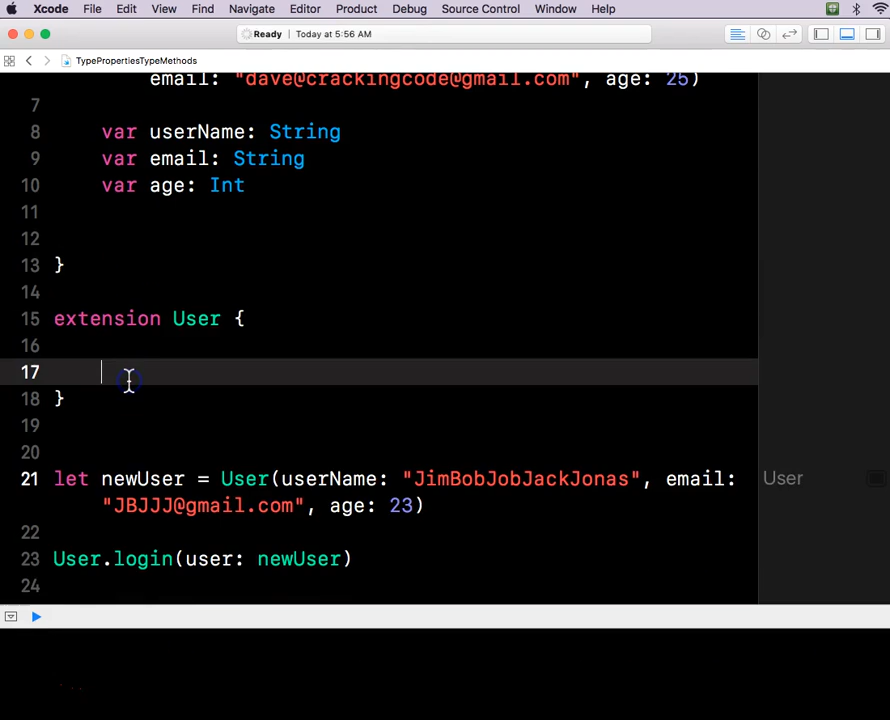 Xcode File Edit View Find Navigate Editor Product Debug Source Control Window Help
Ready Today at 5:56 AM
TypePropertiesTypeMethods
email: "dave@crackingcode@gmail.com", age: 25)
7
8 var userName: String
9 var email: String
10 var age: Int
11
12
13 }
14
15 extension User {
16
17
18 }
19
20
21 let newUser = User(userName: "JimBobJobJackJonas", email: User
"JBJJJ@gmail.com", age: 23)
22
23 User.login(user: newUser)
24